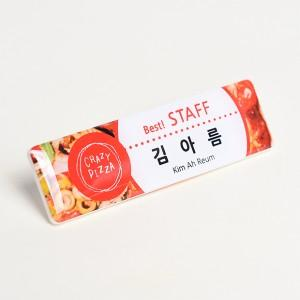 CRAZY
PIZZA
Best! STAFF
김아름
Kim Ah Reum